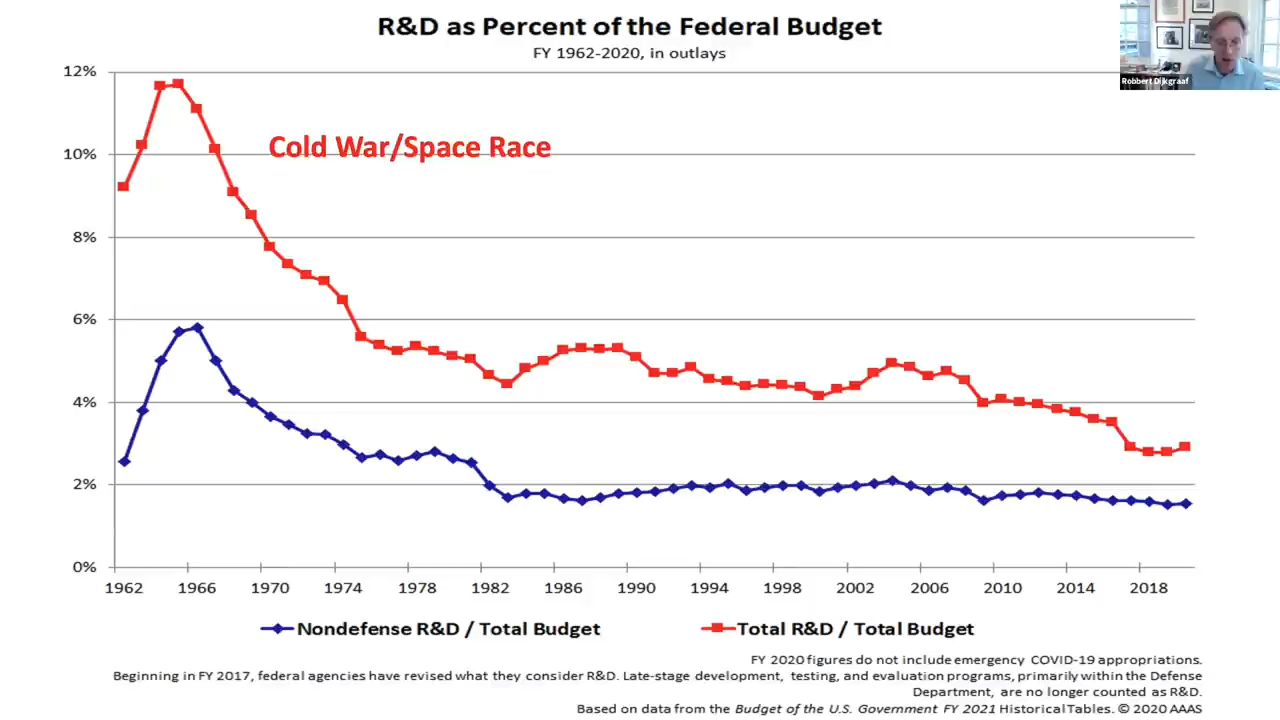 R&D as Percent of the Federal Budget
FY 1962-2020, in outlays
Robbert Dijkgraaf
12%
Cold War/Space Race
10%
8%
6%
4%
2%
0%
1962 1966 1970 1974 1978 1982 1986 1990 1994 1998 2002 2006 2010 2014 2018
Nondefense R&D / Total Budget Total R&D / Total Budget
FY 2020 figures do not include emergency COVID-19 appropriations.
Beginning in FY 2017, federal agencies have revised what they consider R&D. Late-stage development, testing, and evaluation programs, primarily within the Defense
Department, are no longer counted as R&D.
Based on data from the Budget of the U.S. Government FY 2021 Historical Tables. © 2020 AAAS